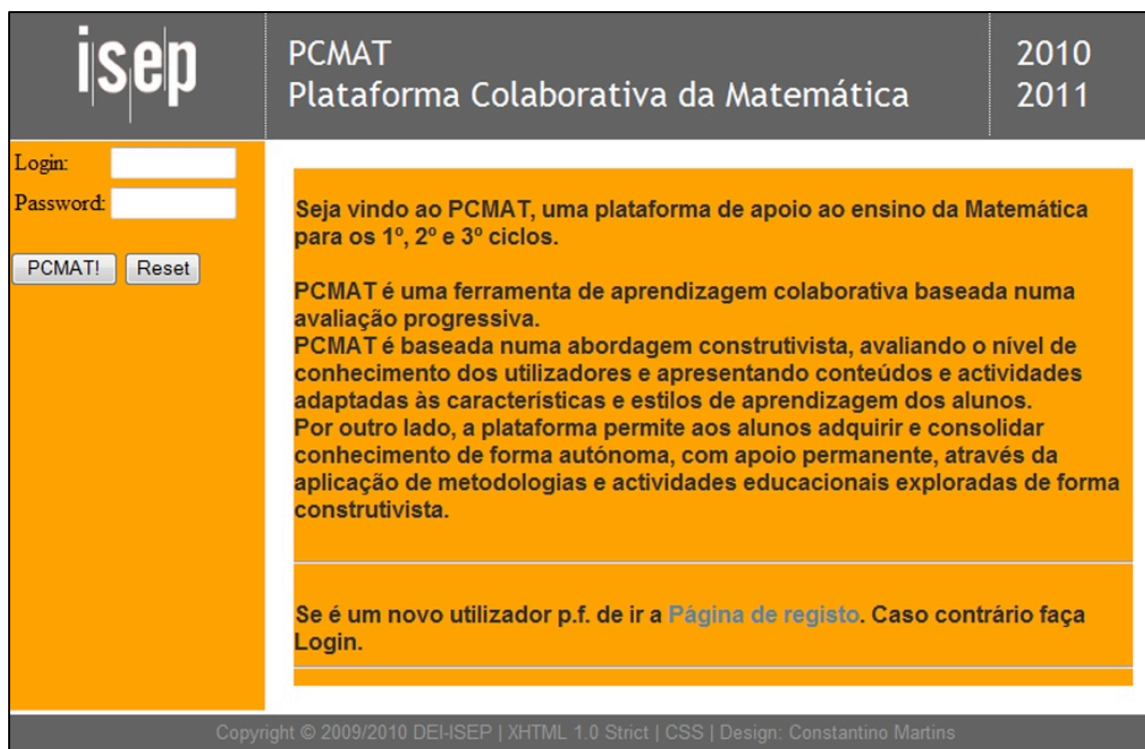 isep
PCMAT
Plataforma Colaborativa da Matemática
2010
2011
Login:
Password:
PCMAT! Reset
Seja vindo ao PCMAT, uma plataforma de apoio ao ensino da Matemática
para os 1º, 2º e 3º ciclos.
PCMAT é uma ferramenta de aprendizagem colaborativa baseada numa
avaliação progressiva.
PCMAT é baseada numa abordagem construtivista, avaliando o nível de
conhecimento dos utilizadores e apresentando conteúdos e actividades
adaptadas às características e estilos de aprendizagem dos alunos.
Por outro lado, a plataforma permite aos alunos adquirir e consolidar
conhecimento de forma autónoma, com apoio permanente, através da
aplicação de metodologias e actividades educacionais exploradas de forma
construtivista.
Se é um novo utilizador p.f. de ir a Página de registo. Caso contrário faça
Login.
Copyright © 2009/2010 DEI-ISEP | XHTML 1.0 Strict | CSS | Design: Constantino Martins